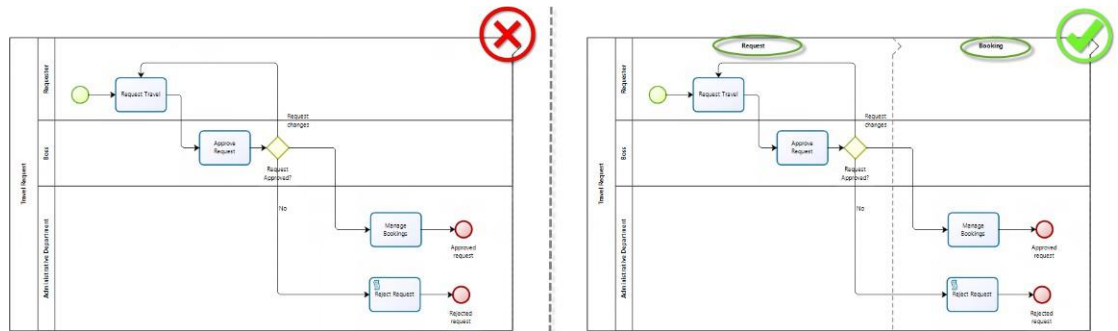 Requester
Request Travel
Request
changes
Boss
Approve
Request
Request
Approved?
Travel Request
No
Administrative Department
Manage
Bookings
Approved
request
Reject Request
Rejected
request
Request
Booking
Requester
Request Travel
Request
changes
Boss
Approve
Request
Request
Approved?
Travel Request
No
Administrative Department
Manage
Bookings
Approved
request
Reject Request
Rejected
request